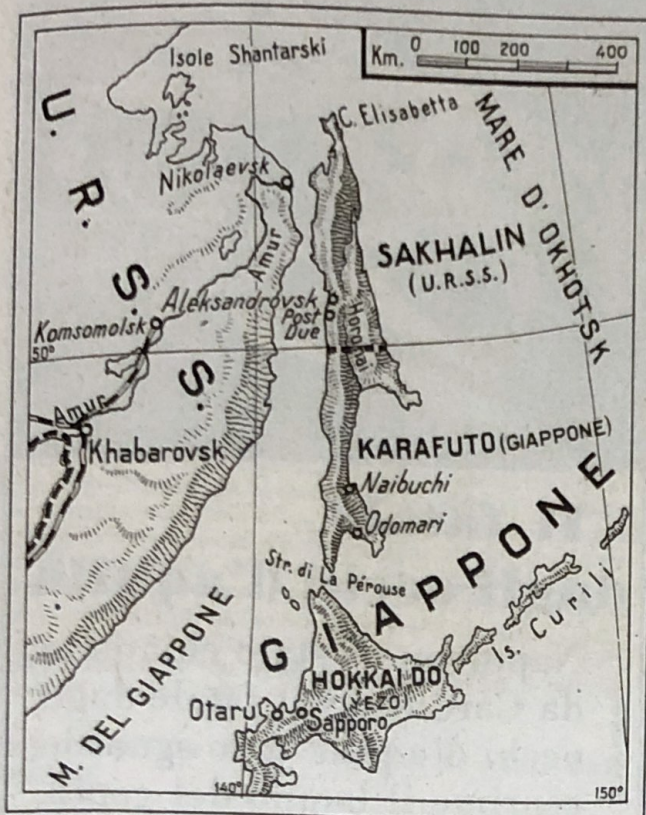 Km. 0 100 200 400
Isole Shantarski
C. Elisabetta
MARE D'OKHOTSK
U.R.S.S.
Nikolaevsk
Amur
SAKHALIN
(U.R.S.S.)
Aleksandrovsk
Post
Due
Horonai
Komsomolsk
50°
Amur
Khabarovsk
KARAFUTO (GIAPPONE)
Naibuchi
Odomari
Str. di La Pérouse
GIAPPONE
Is. Curili
M. DEL GIAPPONE
HOKKAIDO
(YEZO)
Otaru
Sapporo
140°
150°